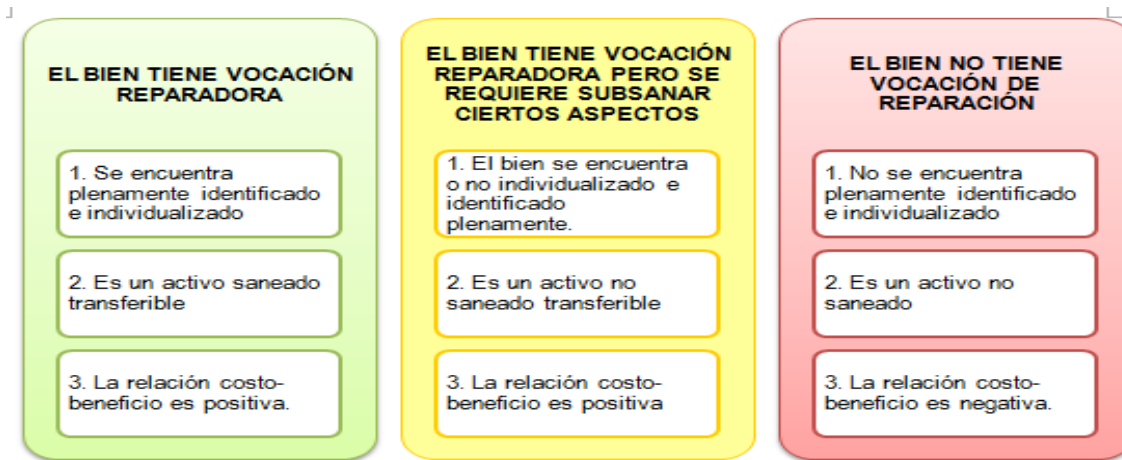 EL BIEN TIENE VOCACIÓN
REPARADORA
1. Se encuentra
plenamente identificado
e individualizado
2. Es un activo saneado
transferible
3. La relación costo-
beneficio es positiva.
EL BIEN TIENE VOCACIÓN
REPARADORA PERO SE
REQUIERE SUBSANAR
CIERTOS ASPECTOS
1. El bien se encuentra
o no individualizado e
identificado
plenamente.
2. Es un activo no
saneado transferible
3. La relación costo-
beneficio es positiva
EL BIEN NO TIENE
VOCACIÓN DE
REPARACIÓN
1. No se encuentra
plenamente identificado
e individualizado
2. Es un activo no
saneado
3. La relación costo-
beneficio es negativa.